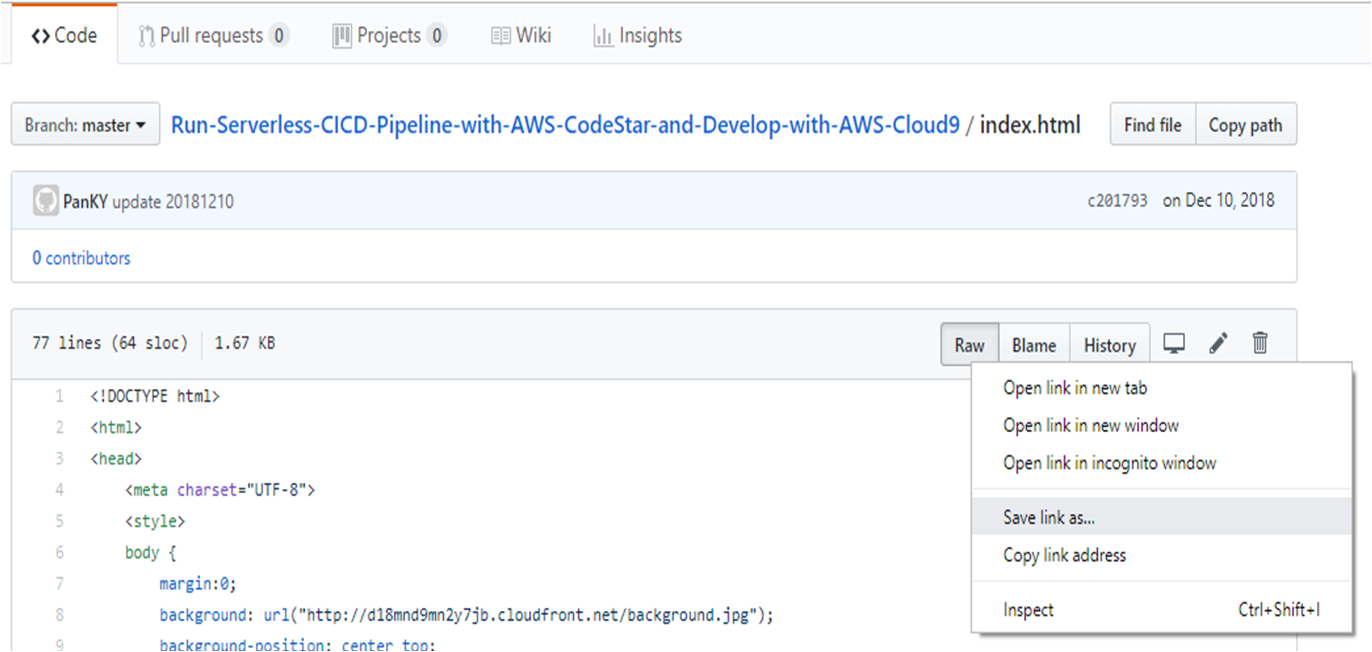 <> Code Pull requests 0 Projects 0 Wiki Insights
Branch: master Run-Serverless-CICD-Pipeline-with-AWS-CodeStar-and-Develop-with-AWS-Cloud9 / index.html Find file Copy path
PanKY update 20181210 c201793 on Dec 10, 2018
0 contributors
77 lines (64 sloc) 1.67 KB Raw Blame History
1 <!DOCTYPE html>
2 <html>
3 <head>
4 <meta charset="UTF-8">
5 <style>
6 body {
7 margin:0;
8 background: url("http://d18mnd9mn2y7jb.cloudfront.net/background.jpg");
9 background-position: center top;
Open link in new tab
Open link in new window
Open link in incognito window
Save link as...
Copy link address
Inspect Ctrl+Shift+I